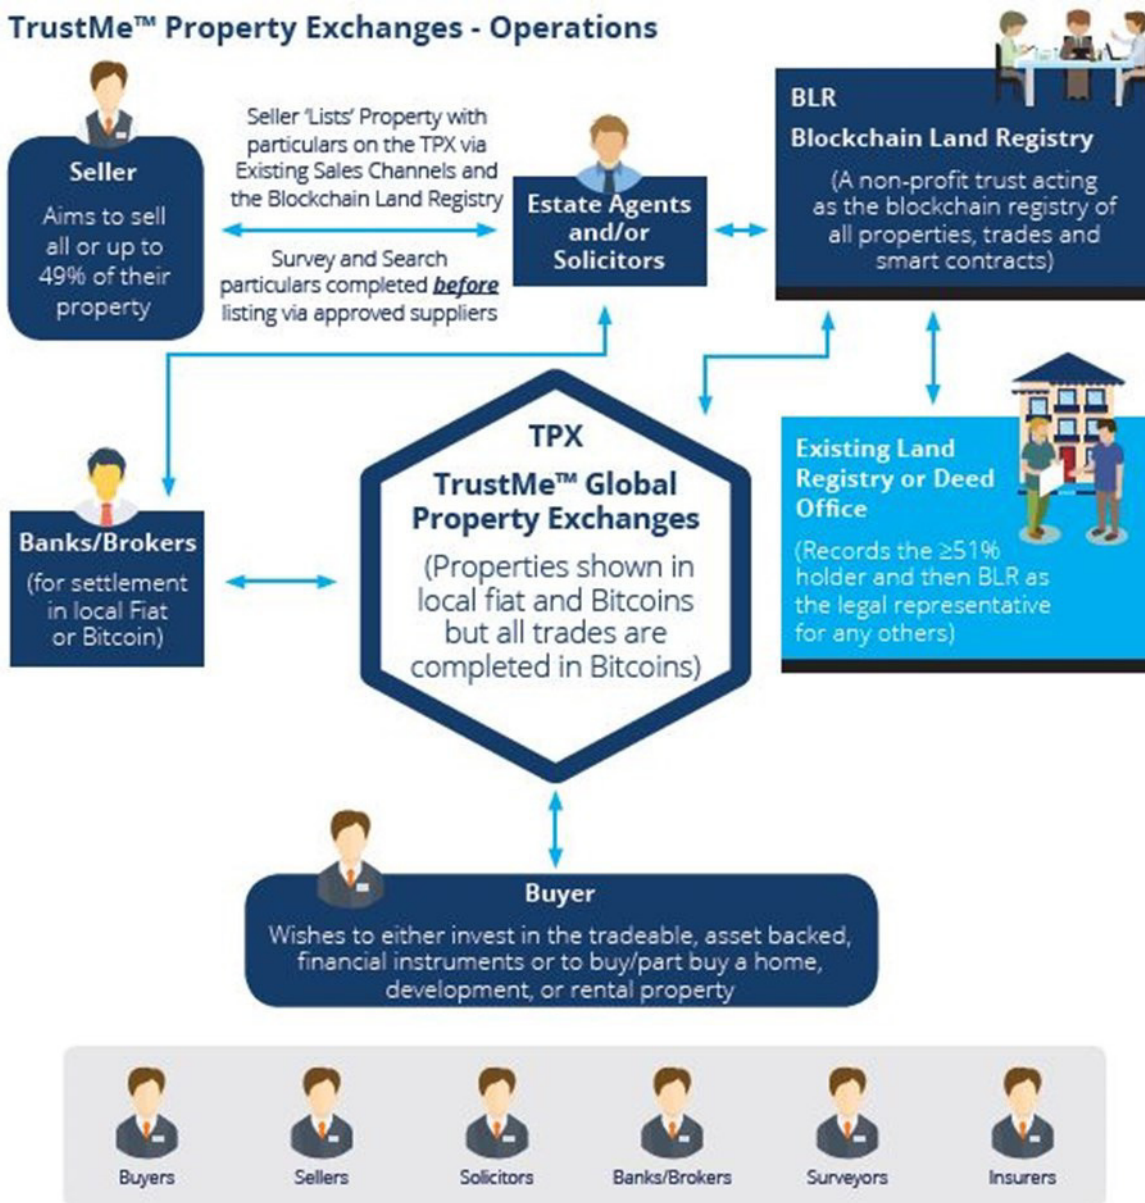 TrustMe™ Property Exchanges - Operations
Seller
Aims to sell
all or up to
49% of their
property
Seller 'Lists' Property with
particulars on the TPX via
Existing Sales Channels and
the Blockchain Land Registry
Survey and Search
particulars completed before
listing via approved suppliers
Estate Agents
and/or
Solicitors
BLR
Blockchain Land Registry
(A non-profit trust acting
as the blockchain registry of
all properties, trades and
smart contracts)
Banks/Brokers
(for settlement
in local Fiat
or Bitcoin)
TPX
TrustMe™ Global
Property Exchanges
(Properties shown in
local fiat and Bitcoins
but all trades are
completed in Bitcoins)
Existing Land
Registry or Deed
Office
(Records the ≥51%
holder and then BLR as
the legal representative
for any others)
Buyer
Wishes to either invest in the tradeable, asset backed,
financial instruments or to buy/part buy a home,
development, or rental property
Buyers
Sellers
Solicitors
Banks/Brokers
Surveyors
Insurers